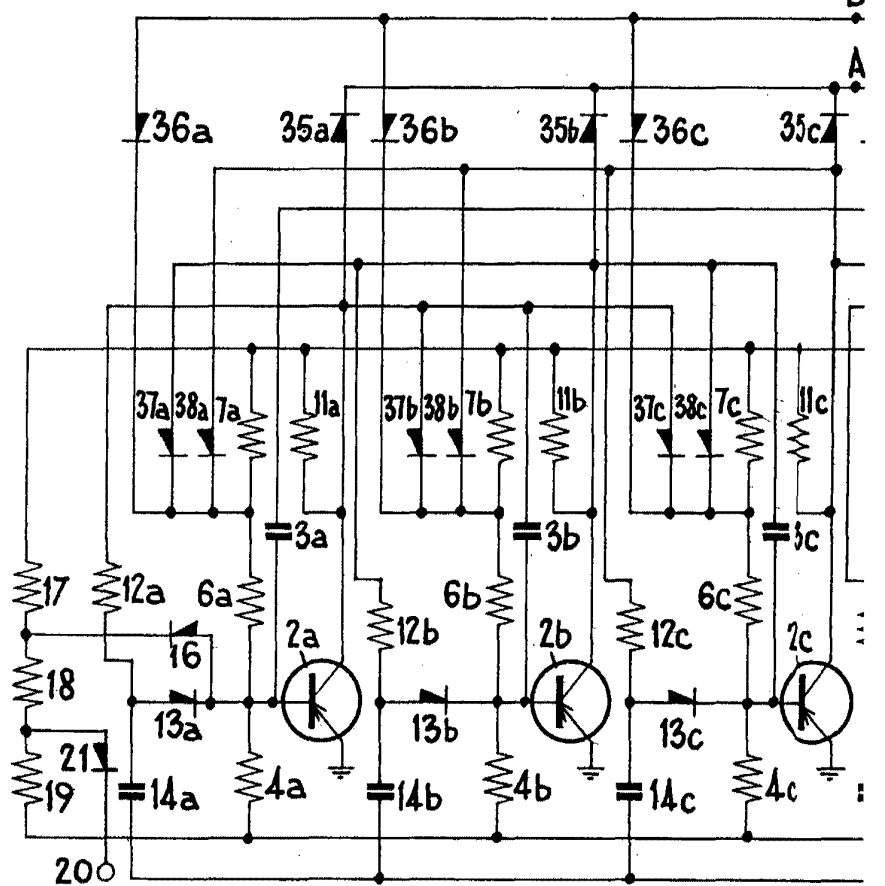 A
36a 35a 36b 35b 36c 35c
37a 38a 7a 11a 37b 38b 7b 11b 37c 38c 7c 11c
3a 3b 3c
17 12a 6a 6b 6c
2a 12b 2b 12c 2c
16
18
13a 13b 13c
21
19 14a 4a 14b 4b 14c 4c
20